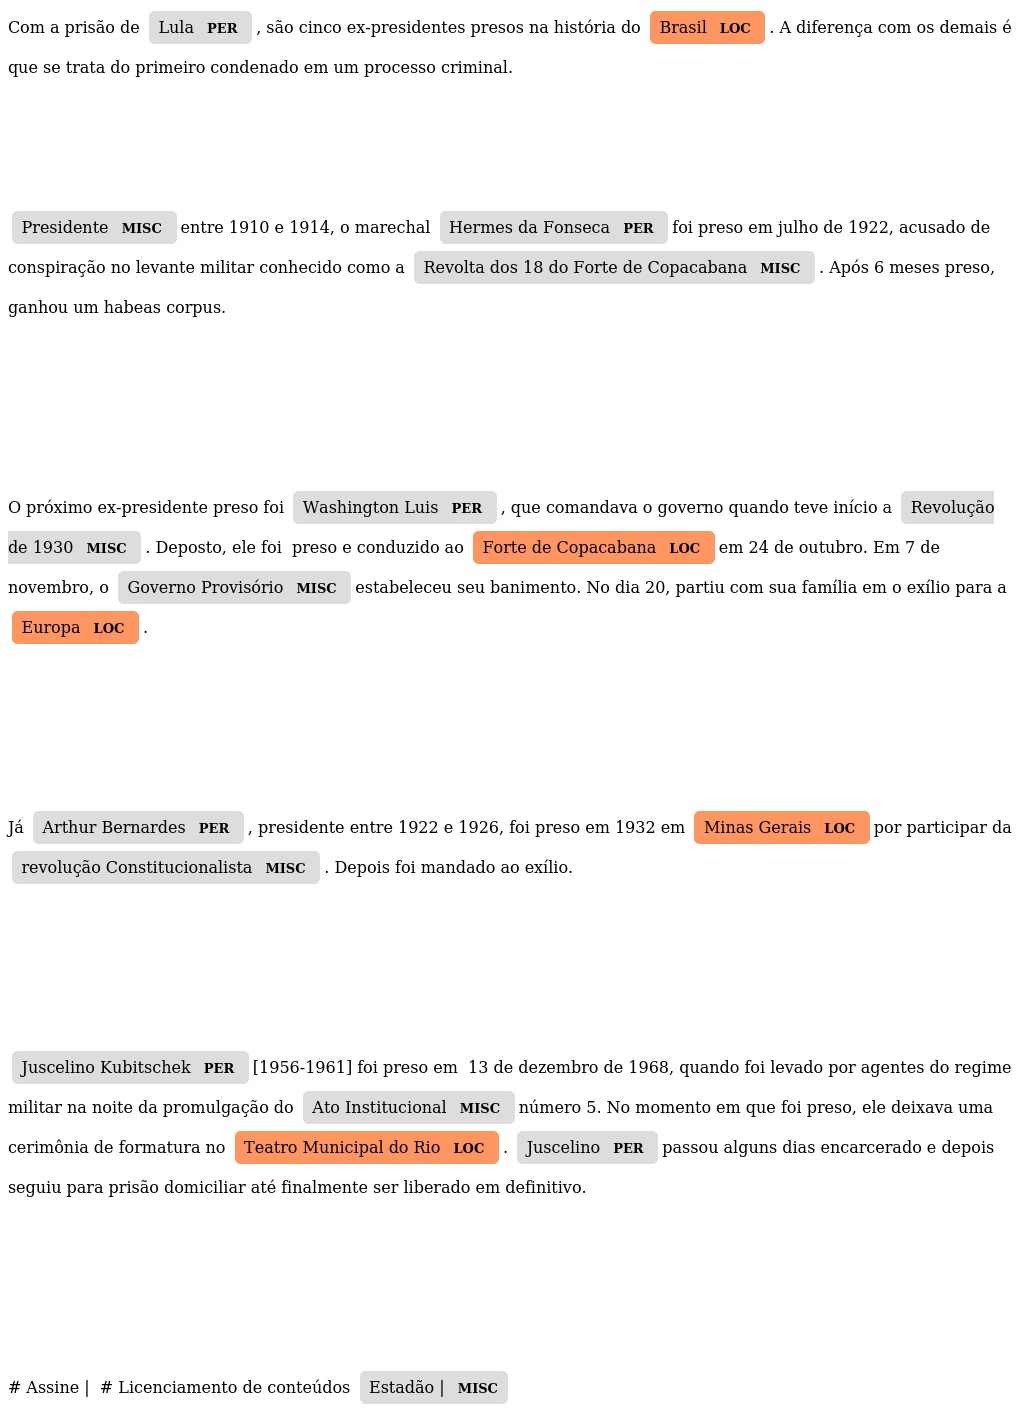 Com a prisão de Lula PER , são cinco ex-presidentes presos na história do Brasil LOC . A diferença com os demais é
que se trata do primeiro condenado em um processo criminal.
Presidente MISC entre 1910 e 1914, o marechal Hermes da Fonseca PER foi preso em julho de 1922, acusado de
conspiração no levante militar conhecido como a Revolta dos 18 do Forte de Copacabana MISC . Após 6 meses preso,
ganhou um habeas corpus.
O próximo ex-presidente preso foi Washington Luis PER , que comandava o governo quando teve início a Revolução
de 1930 MISC . Deposto, ele foi preso e conduzido ao Forte de Copacabana LOC em 24 de outubro. Em 7 de
novembro, o Governo Provisório MISC estabeleceu seu banimento. No dia 20, partiu com sua família em o exílio para a
Europa LOC .
Já Arthur Bernardes PER , presidente entre 1922 e 1926, foi preso em 1932 em Minas Gerais LOC por participar da
revolução Constitucionalista MISC . Depois foi mandado ao exílio.
Juscelino Kubitschek PER [1956-1961] foi preso em 13 de dezembro de 1968, quando foi levado por agentes do regime
militar na noite da promulgação do Ato Institucional MISC número 5. No momento em que foi preso, ele deixava uma
cerimônia de formatura no Teatro Municipal do Rio LOC . Juscelino PER passou alguns dias encarcerado e depois
seguiu para prisão domiciliar até finalmente ser liberado em definitivo.
# Assine | # Licenciamento de conteúdos Estadão | MISC